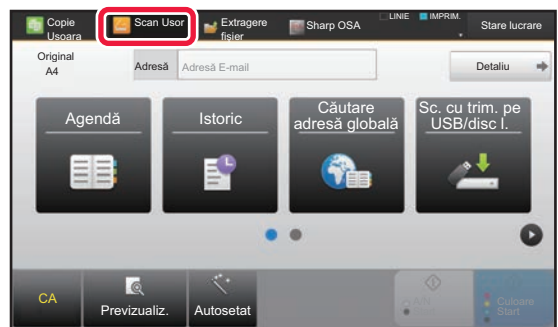 Copie
Usoara
Scan Usor
Extragere
fișier
Sharp OSA
LINIE
IMPRIM.
Stare lucrare
Original
A4
Adresă
Adresă E-mail
Detaliu
Agendă
Istoric
Căutare
adresă globală
Sc. cu trim. pe
USB/disc l.
CA
Previzualiz.
Autosetat
Culoare
Start